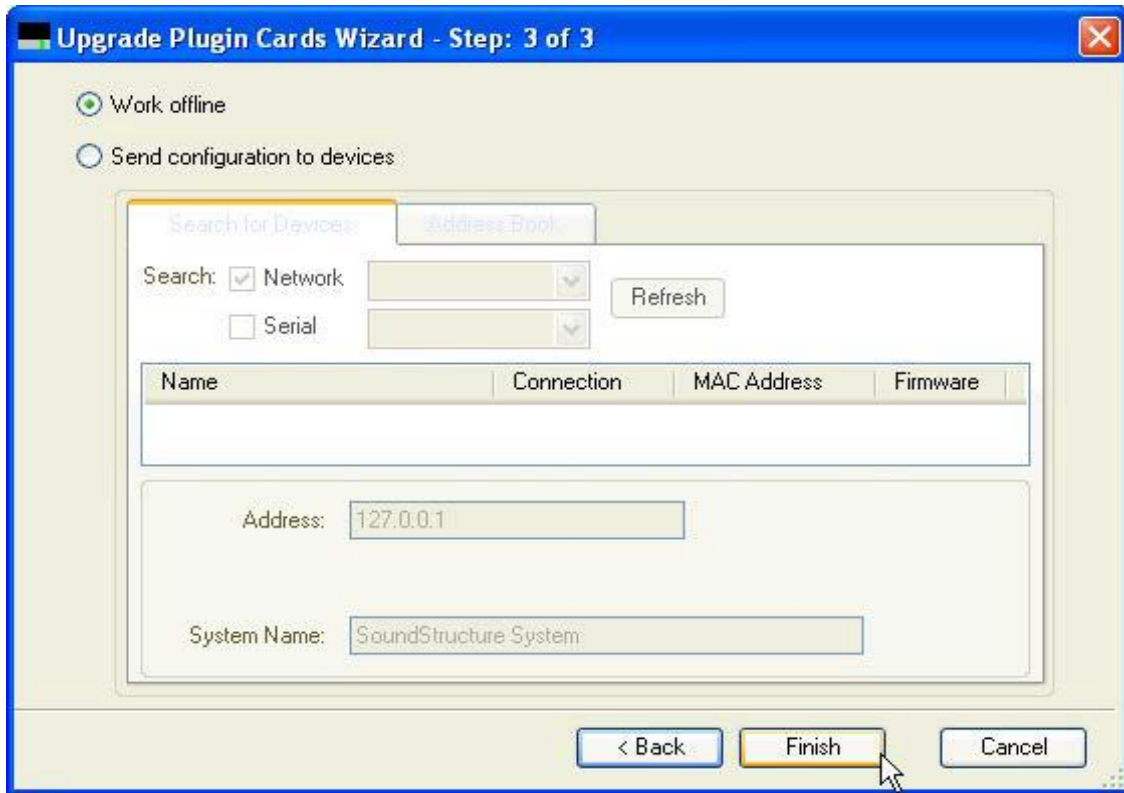 Upgrade Plugin Cards Wizard - Step: 3 of 3
Work offline
Send configuration to devices
Search for Devices Address Book
Search: Network Refresh
Serial
Name Connection MAC Address Firmware
Address: 127.0.0.1
System Name: SoundStructure System
< Back Finish Cancel